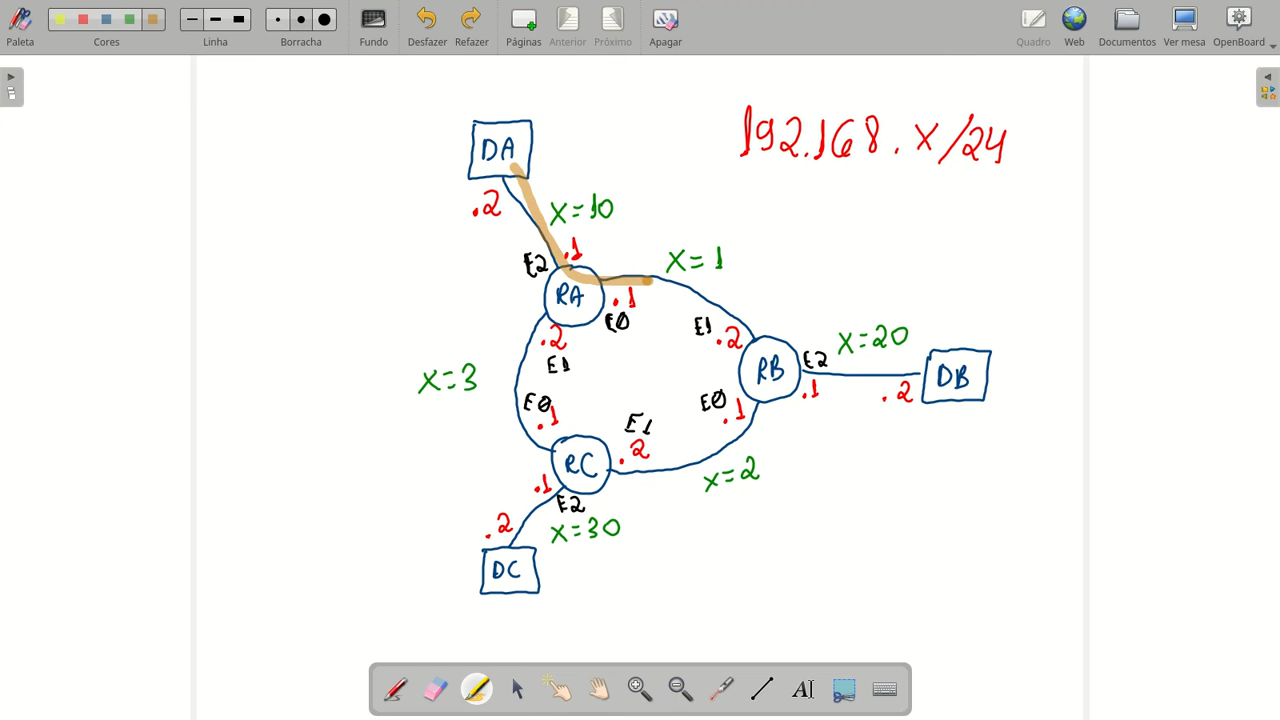 Paleta
Cores
Linha
Borracha
Fundo
Desfazer
Refazer
Páginas
Anterior
Próximo
Apagar
Quadro
Web
Documentos
Ver mesa
OpenBoard
192.168.x/24
DA
.2
x=10
.1
E2
RA
x=1
.1
E0
.2
E1
E1
.2
RB
E2
x=20
.1
.2
DB
x=3
E0
.1
E0
.1
E1
.2
RC
x=2
.1
E2
.2
x=30
DC
AI